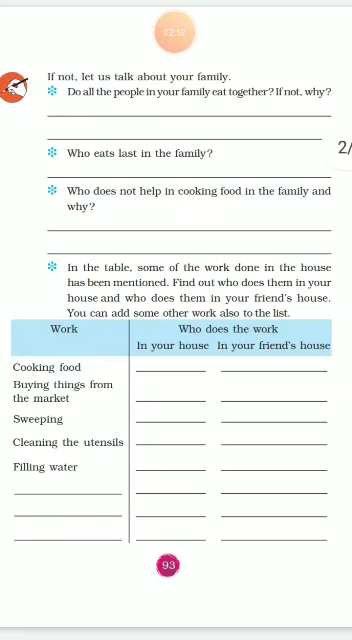 02:52
If not, let us talk about your family.
Do all the people in your family eat together? If not, why?
2/
Who eats last in the family?
Who does not help in cooking food in the family and
why?
In the table, some of the work done in the house
has been mentioned. Find out who does them in your
house and who does them in your friend's house.
You can add some other work also to the list.
Work Who does the work
In your house In your friend's house
Cooking food
Buying things from
the market
Sweeping
Cleaning the utensils
Filling water
93